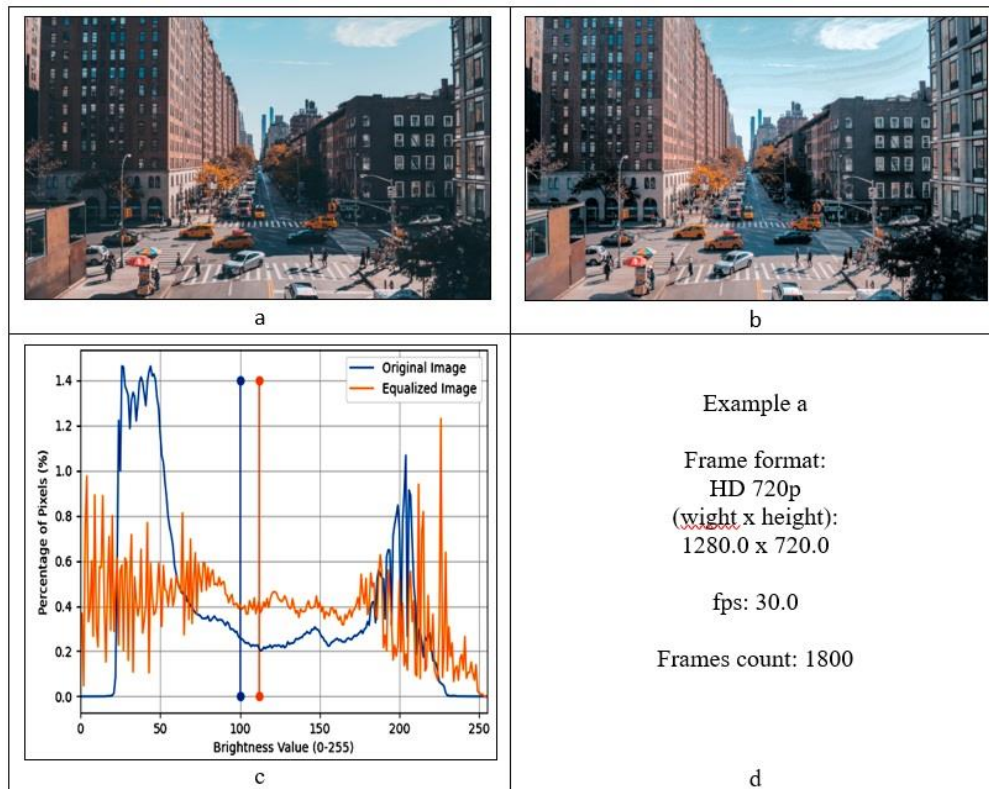 a
b
Original Image
Equalized Image
1.4
1.2
1.0
0.8
0.6
0.4
0.2
0.0
Percentage of Pixels (%)
0
50
100
150
200
250
Brightness Value (0-255)
c
Example a
Frame format:
HD 720p
(wight x height):
1280.0 x 720.0
fps: 30.0
Frames count: 1800
d